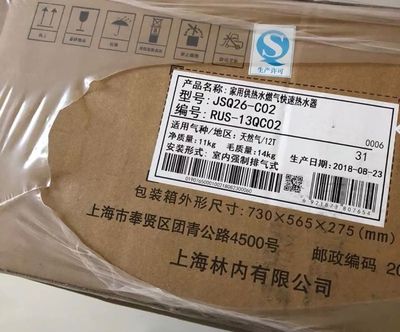 QS
生产许可
产品名称: 家用供热水燃气快速热水器
型号: JSQ26-C02
编号: RUS-13QC02
适用气种/地区: 天然气/12T
0006
净质量: 11kg 毛质量: 14kg
31
安装形式: 室内强制排气式
生产日期: 2018-08-23
包装箱外形尺寸: 730×565×275(mm)
上海市奉贤区团青公路4500号
邮政编码 20
上海林内有限公司